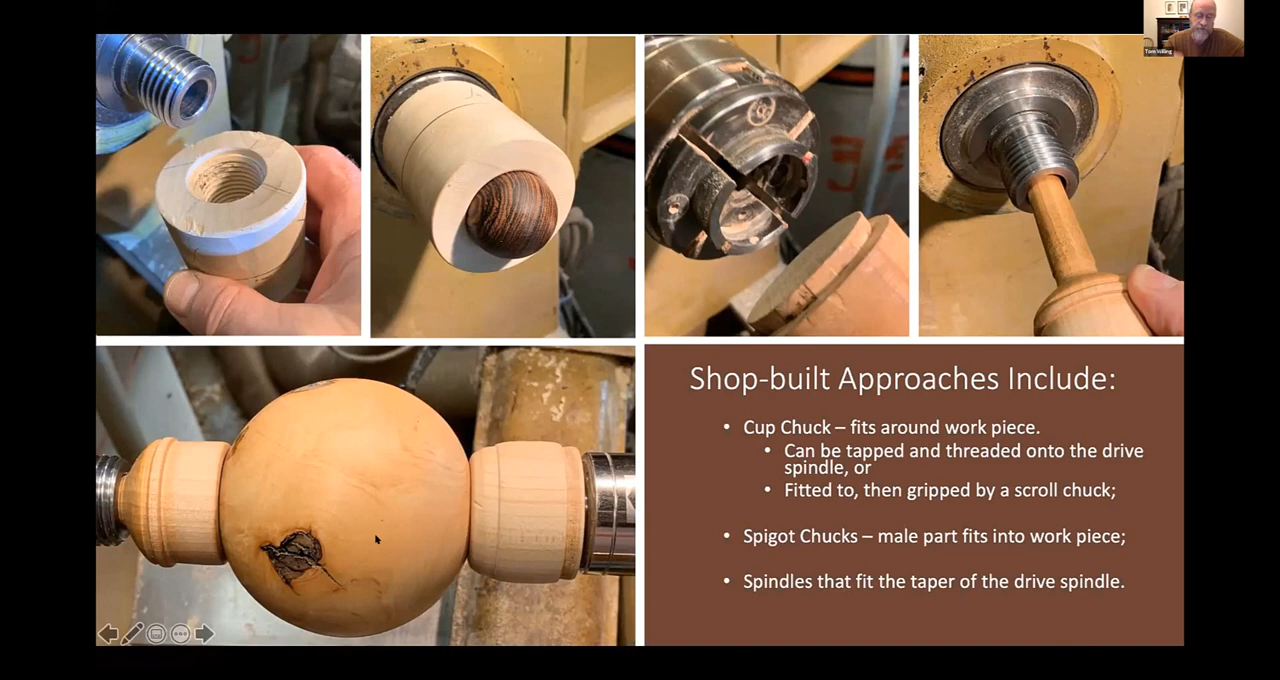 Tom Willing
Shop-built Approaches Include:
• Cup Chuck – fits around work piece.
• Can be tapped and threaded onto the drive
spindle, or
• Fitted to, then gripped by a scroll chuck;
• Spigot Chucks – male part fits into work piece;
• Spindles that fit the taper of the drive spindle.